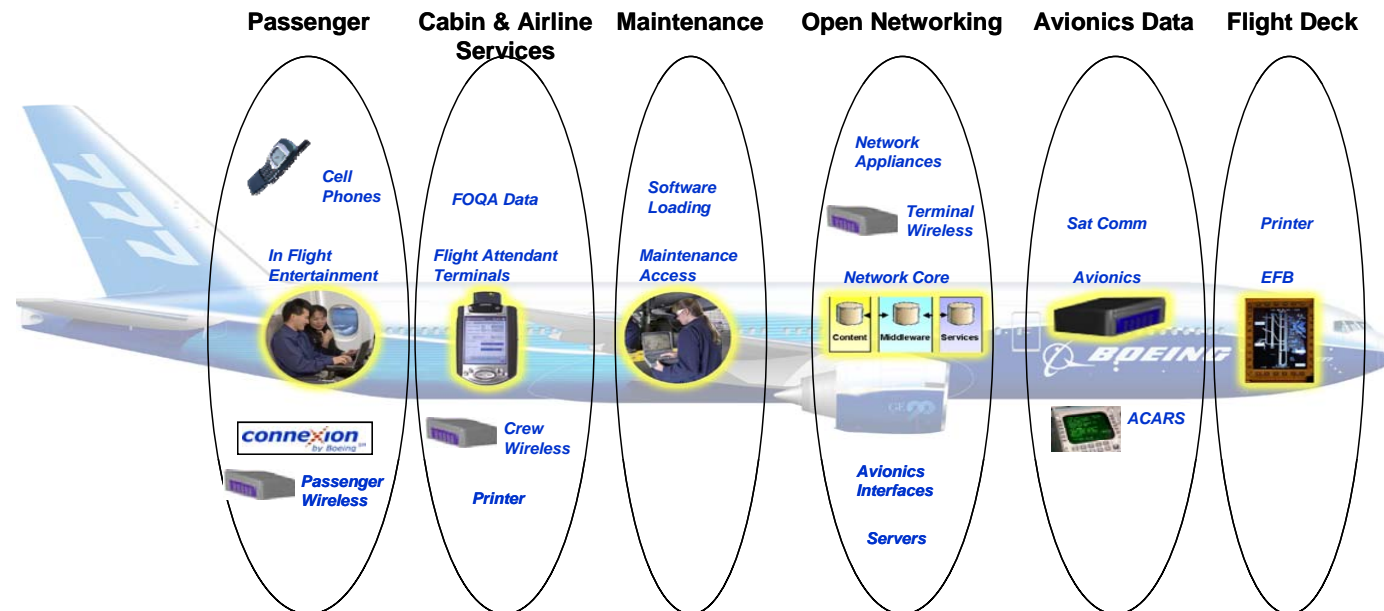 Passenger
Cabin & Airline
Services
Maintenance
Open Networking
Avionics Data
Flight Deck
777
Cell
Phones
In Flight
Entertainment
connexion
by Boeing SM
Passenger
Wireless
FOQA Data
Flight Attendant
Terminals
Crew
Wireless
Printer
Software
Loading
Maintenance
Access
Network
Appliances
Terminal
Wireless
Network Core
Content
Middleware
Services
GE90
Avionics
Interfaces
Servers
Sat Comm
Avionics
BOEING
ACARS
Printer
EFB